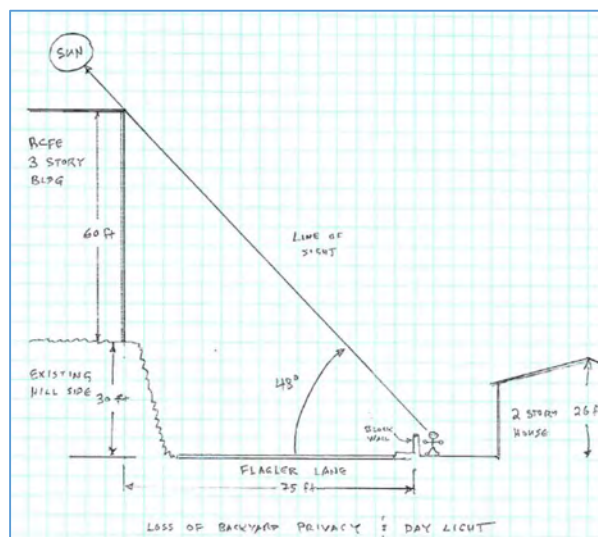 SUN
RCFE
3 STORY
BLDG
60 ft
LINE OF
SIGHT
48°
EXISTING
HILL SIDE
30 ft
BLOCK
WALL
2 STORY
HOUSE
26 ft
FLAGLER LANE
75 ft
LOSS OF BACKYARD PRIVACY & DAY LIGHT